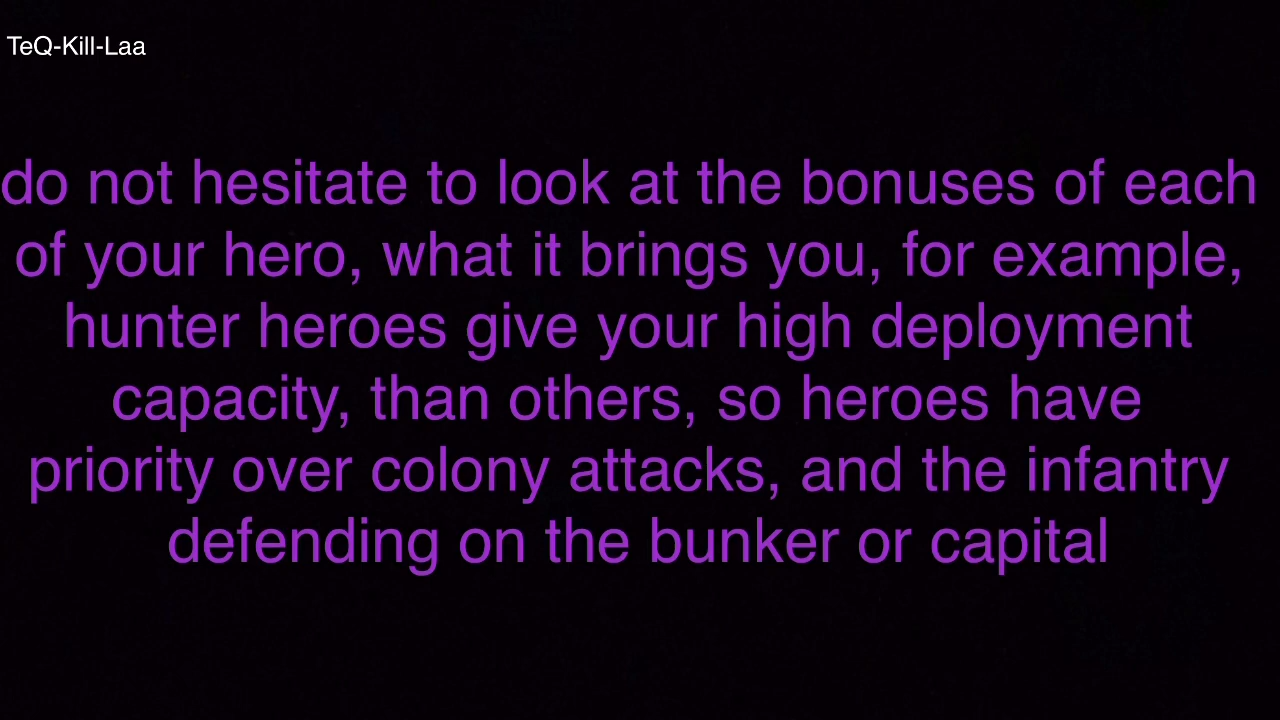 TeQ-Kill-Laa
do not hesitate to look at the bonuses of each
of your hero, what it brings you, for example,
hunter heroes give your high deployment
capacity, than others, so heroes have
priority over colony attacks, and the infantry
defending on the bunker or capital